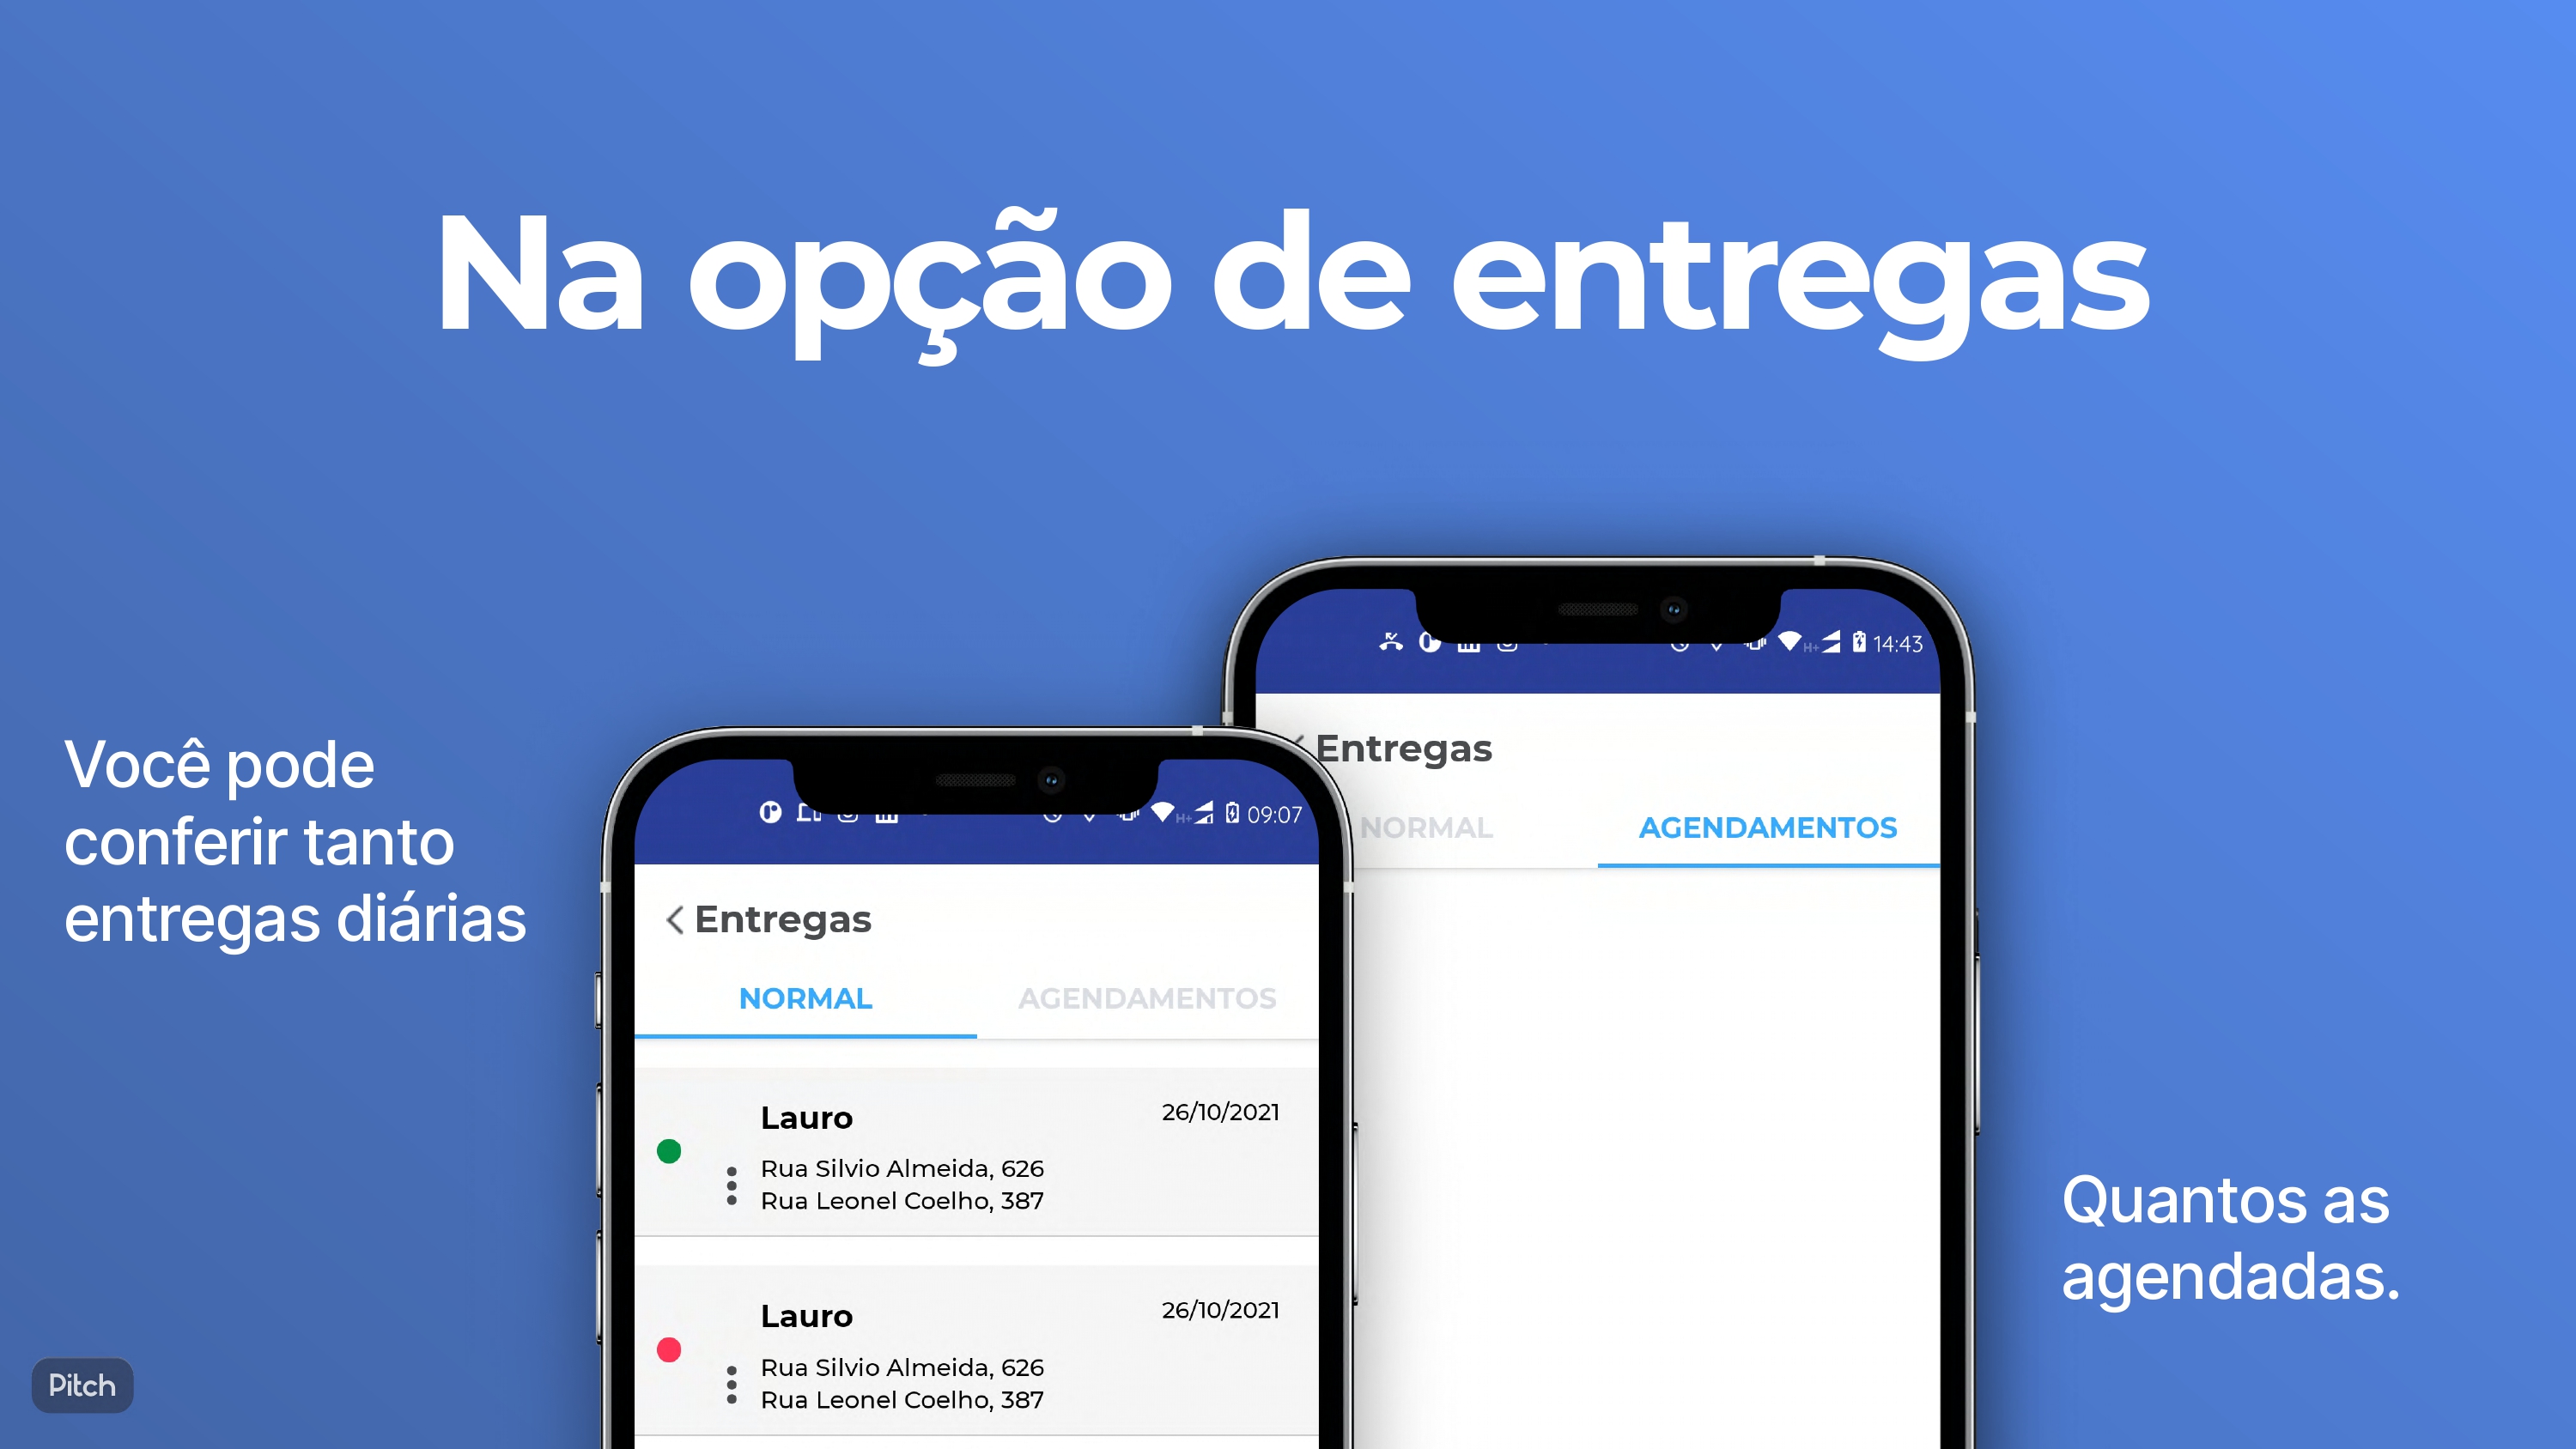 Na opção de entregas
Você pode
conferir tanto
entregas diárias
09:07
Entregas
NORMAL
AGENDAMENTOS
Lauro
26/10/2021
Rua Silvio Almeida, 626
Rua Leonel Coelho, 387
Lauro
26/10/2021
Rua Silvio Almeida, 626
Rua Leonel Coelho, 387
H+
14:43
Entregas
NORMAL
AGENDAMENTOS
Quantos as
agendadas.
Pitch